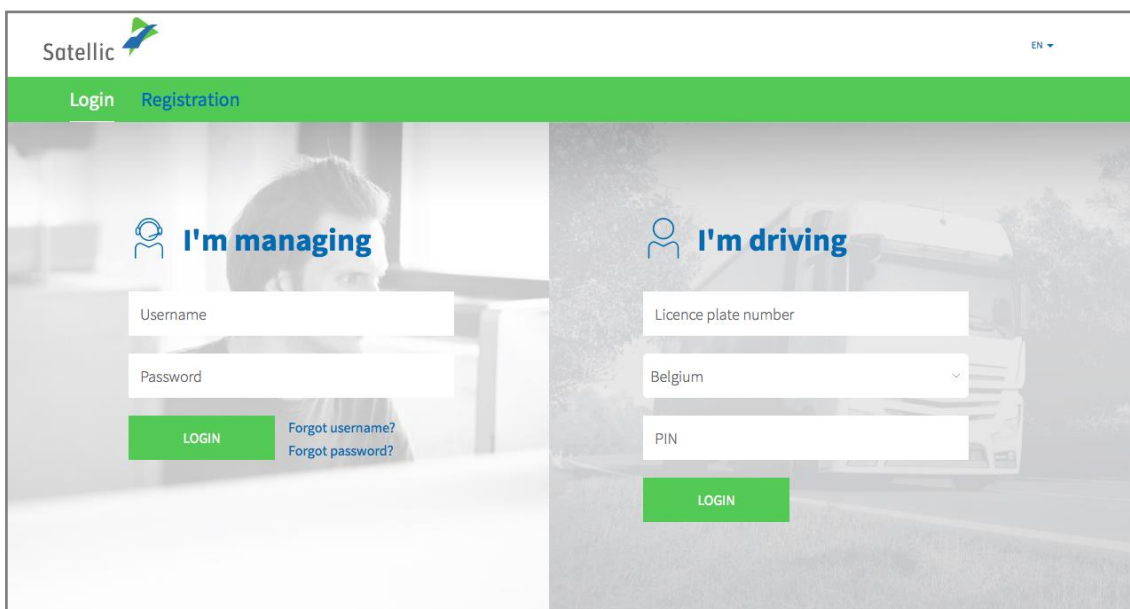 Satellic
EN
Login Registration
I'm managing
Username
Password
LOGIN
Forgot username?
Forgot password?
I'm driving
Licence plate number
Belgium
PIN
LOGIN